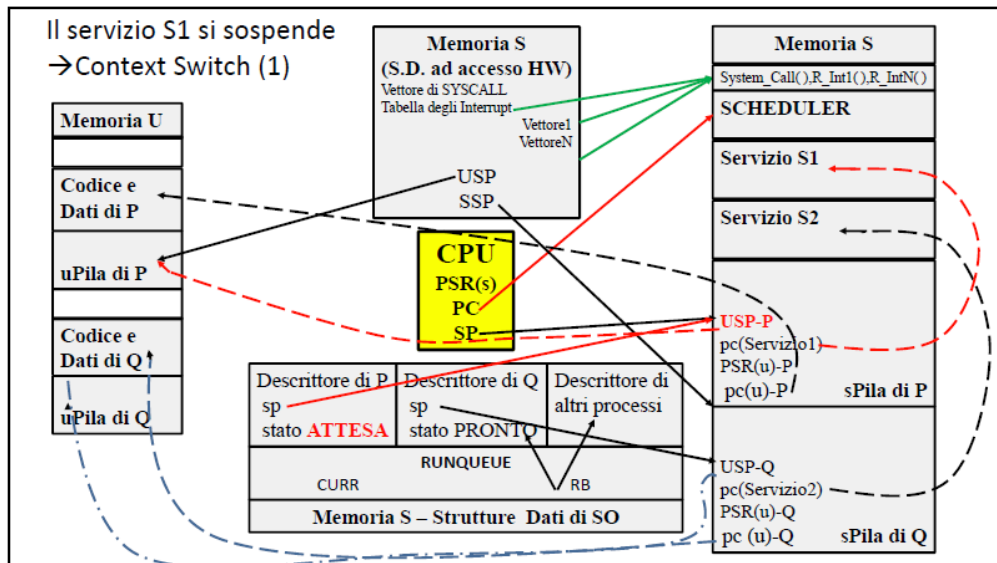 Il servizio S1 si sospende
→Context Switch (1)
Memoria U
Codice e
Dati di P
uPila di P
Codice e
Dati di Q
uPila di Q
Memoria S
(S.D. ad accesso HW)
Vettore di SYSCALL
Tabella degli Interrupt
Vettore1
VettoreN
USP
SSP
CPU
PSR(s)
PC
SP
Descrittore di P
sp
stato ATTESA
Descrittore di Q
sp
stato PRONTO
Descrittore di
altri processi
RUNQUEUE
CURR
RB
Memoria S – Strutture Dati di SO
Memoria S
System_Call(),R_Int1(),R_IntN()
SCHEDULER
Servizio S1
Servizio S2
USP-P
pc(Servizio1)
PSR(u)-P
pc(u)-P
sPila di P
USP-Q
pc(Servizio2)
PSR(u)-Q
pc (u)-Q
sPila di Q